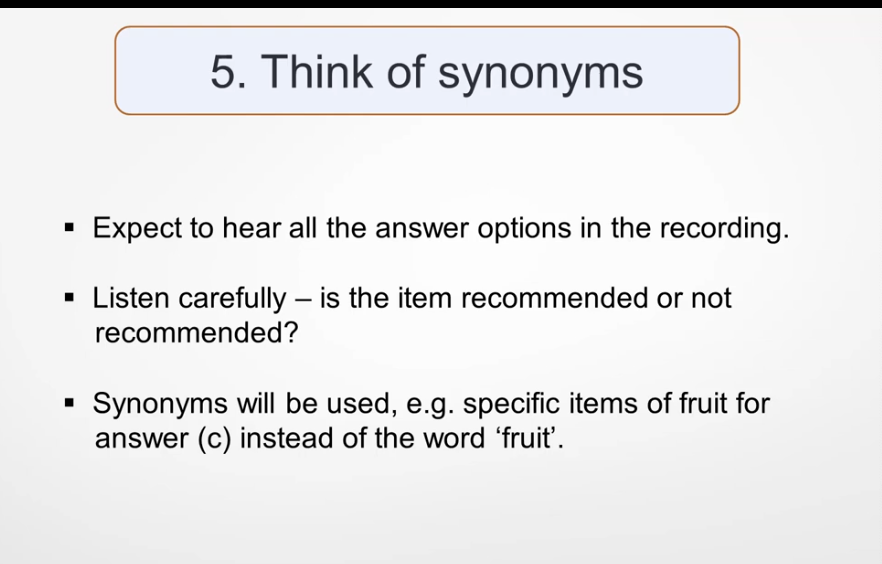 5. Think of synonyms
▪ Expect to hear all the answer options in the recording.
▪ Listen carefully – is the item recommended or not
recommended?
▪ Synonyms will be used, e.g. specific items of fruit for
answer (c) instead of the word ‘fruit’.